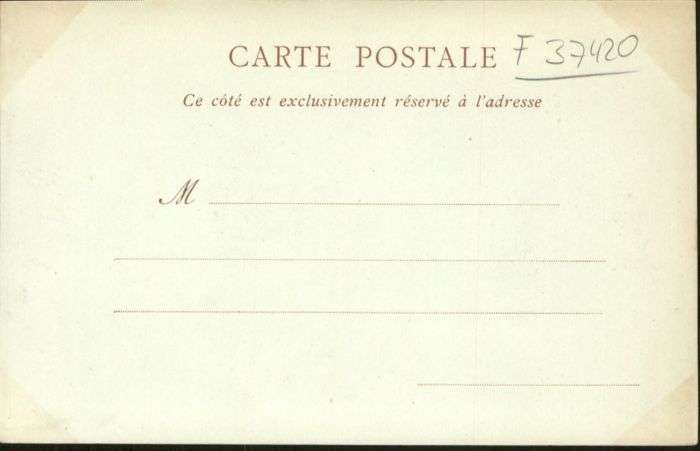 CARTE POSTALE F 37420
Ce côté est exclusivement réservé à l'adresse
M